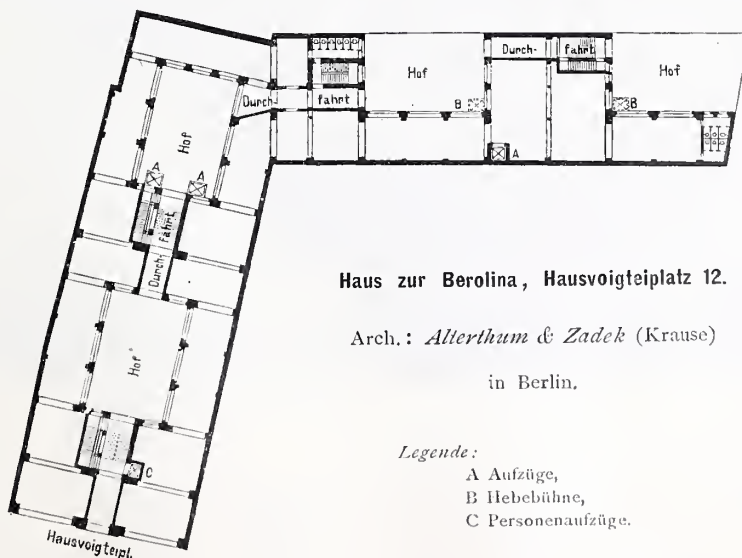 Hof
Durch- fahrt
Hof
Durch- fahrt
B
B
Hof
A
A
A
Durch- fahrt
Haus zur Berolina, Hausvoigteiplatz 12.
Arch.: Alterthum & Zadek (Krause)
in Berlin.
Hof
Legende:
A Aufzüge,
B Hebebühne,
C Personenaufzüge.
C
Hausvoigteipl.